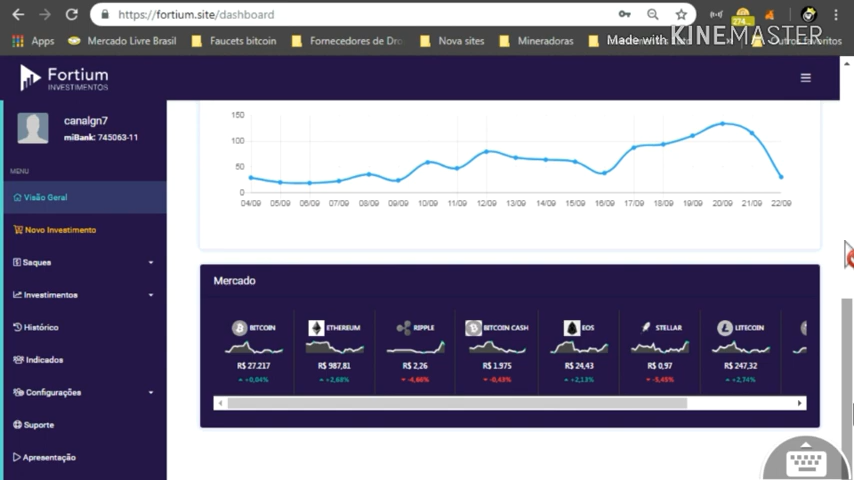 https://fortium.site/dashboard
274
Apps
Mercado Livre Brasil
Faucets bitcoin
Fornecedores de Dro
Nova sites
Mineradoras
Made with KINEMASTER
Outros favoritos
Fortium
INVESTIMENTOS
canalgn7
miBank: 745063-11
MENU
Visão Geral
Novo Investimento
Saques
Investimentos
Histórico
Indicados
Configurações
Suporte
Apresentação
150
100
50
0
04/09 05/09 06/09 07/09 08/09 09/09 10/09 11/09 12/09 13/09 14/09 15/09 16/09 17/09 18/09 19/09 20/09 21/09 22/09
Mercado
BITCOIN ETHEREUM RIPPLE BITCOIN CASH EOS STELLAR LITECOIN
R$ 27.217 R$ 987,81 R$ 2,26 R$ 1.975 R$ 24,43 R$ 0,97 R$ 247,32
+0,04% +2,68% -4,66% -0,43% +2,13% -5,45% +2,74%